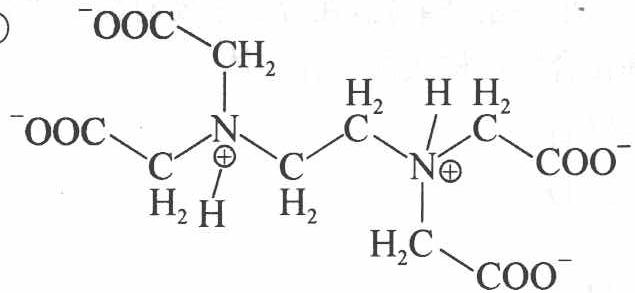 )
⁻OOC
CH₂
H₂ H H₂
⁻OOC N C C
C ⊕ C N⊕ COO⁻
H₂ H H₂
H₂C
COO⁻